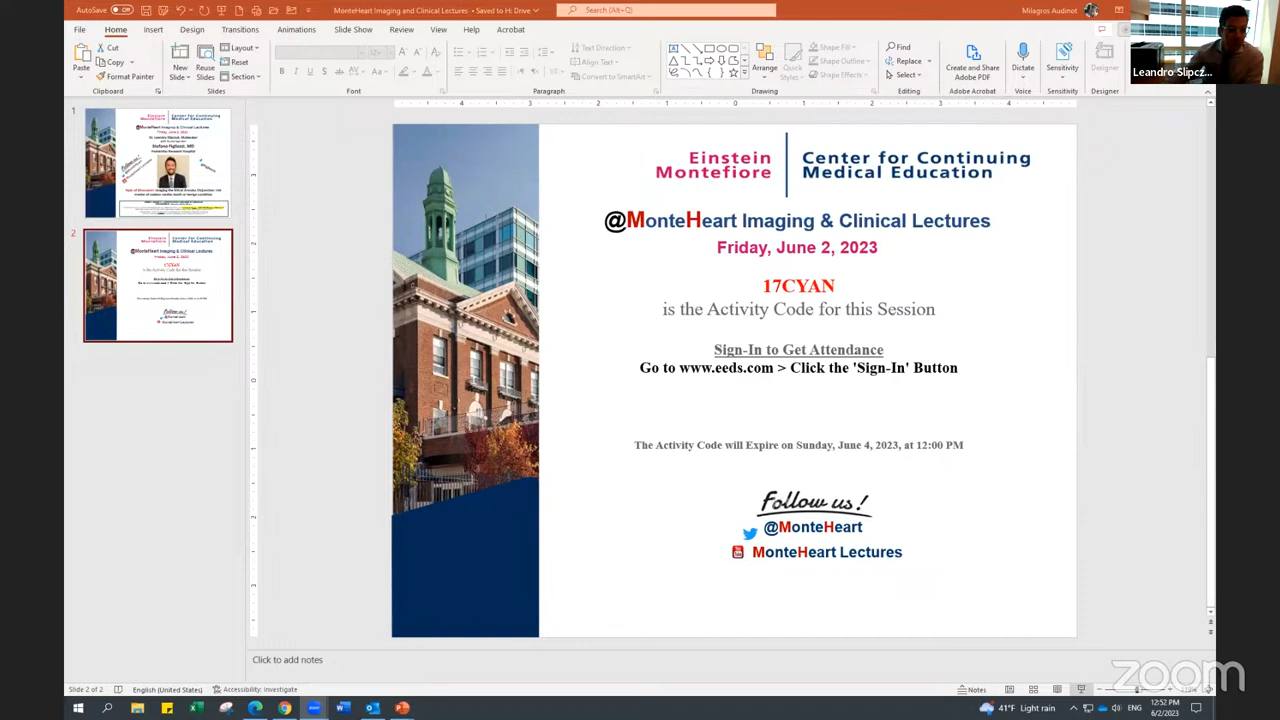 AutoSave Off MonteHeart Imaging and Clinical Lectures • Saved to H: Drive Search (Alt+Q) Milagros Audinot
File Home Insert Design Transitions Animations Slide Show Review View Help Acrobat
Cut
Copy
Format Painter
Paste
Clipboard
New Slide
Reuse Slides
Layout
Reset
Section
Slides
Font
Paragraph
Text Direction
Align Text
Convert to SmartArt
Arrange
Quick Styles
Shape Fill
Shape Outline
Shape Effects
Drawing
Find
Replace
Select
Editing
Create and Share Adobe PDF
Adobe Acrobat
Dictate
Voice
Sensitivity
Sensitivity
Designer
Designer
Leandro Slipcz...
1
2
Einstein Montefiore
Center for Continuing Medical Education
@MonteHeart Imaging & Clinical Lectures
Friday, June 2, 2023
17CYAN
is the Activity Code for this Session
Sign-In to Get Attendance
Go to www.eeds.com > Click the 'Sign-In' Button
The Activity Code will Expire on Sunday, June 4, 2023, at 12:00 PM
Follow us!
@MonteHeart
MonteHeart Lectures
Click to add notes
zoom
Slide 2 of 2 English (United States) Accessibility: Investigate Notes
41°F Light rain ENG 12:52 PM
6/2/2023